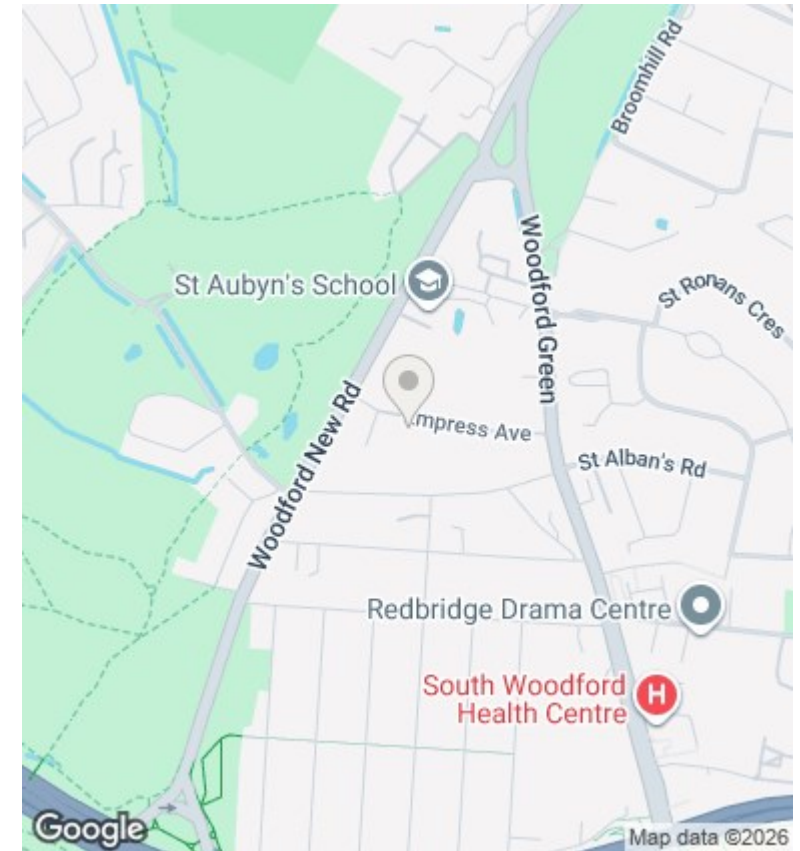 Broomhill Rd
Woodford Green
St Aubyn's School
St Ronans Cres
Woodford New Rd
Empress Ave
St Alban's Rd
Redbridge Drama Centre
South Woodford
Health Centre
H
Google
Map data ©2026